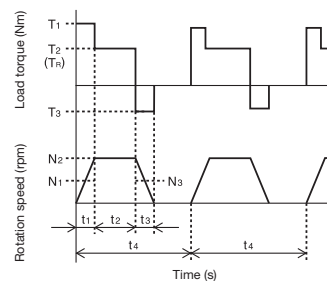 Load torque (Nm)
T1
T2
(TR)
T3
Rotation speed (rpm)
N2
N1
N3
t1
t2
t3
t4
t4
Time (s)